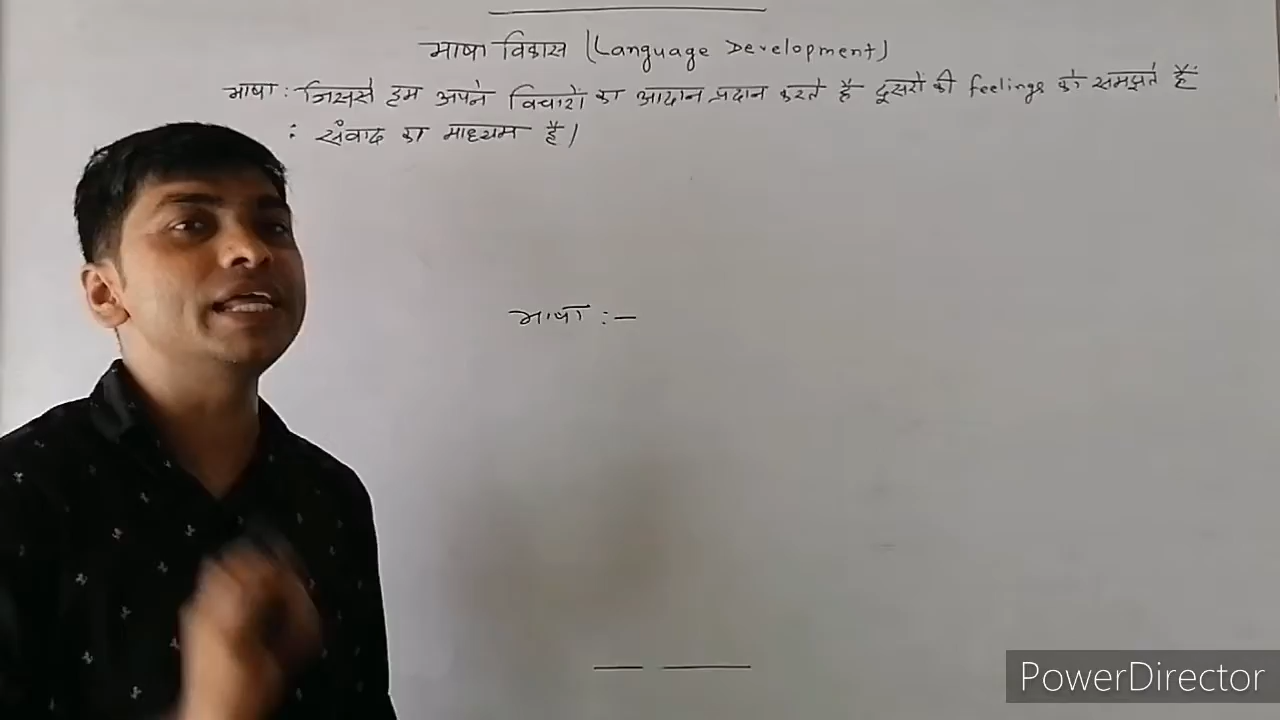 भाषा विकास (Language Development)
भाषा : जिससे हम अपने विचारो का आदान प्रदान करते है दूसरो की feelings को समझते हैं
: संवाद का माध्यम है।
भाषा :-
PowerDirector